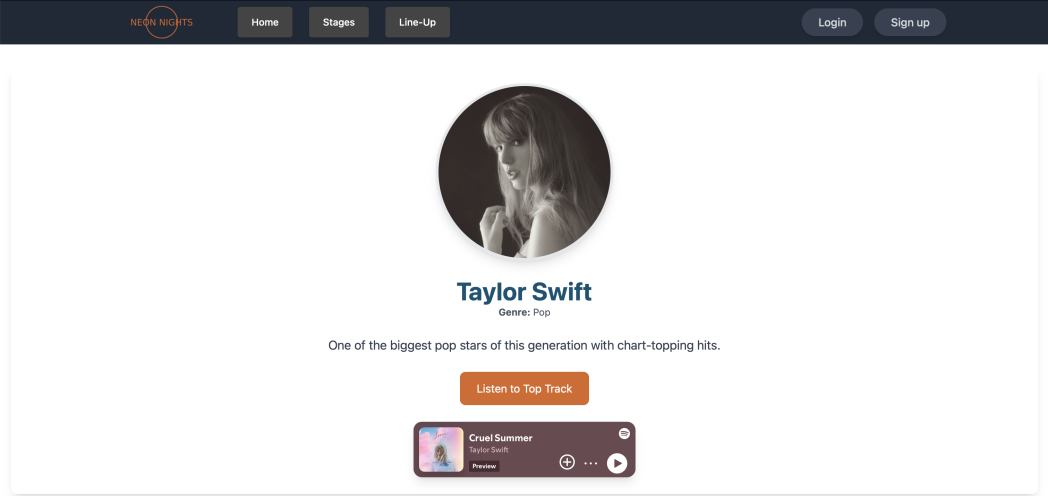 NEON NIGHTS
Home
Stages
Line-Up
Login
Sign up
Taylor Swift
Genre: Pop
One of the biggest pop stars of this generation with chart-topping hits.
Listen to Top Track
Cruel Summer
Taylor Swift
Preview